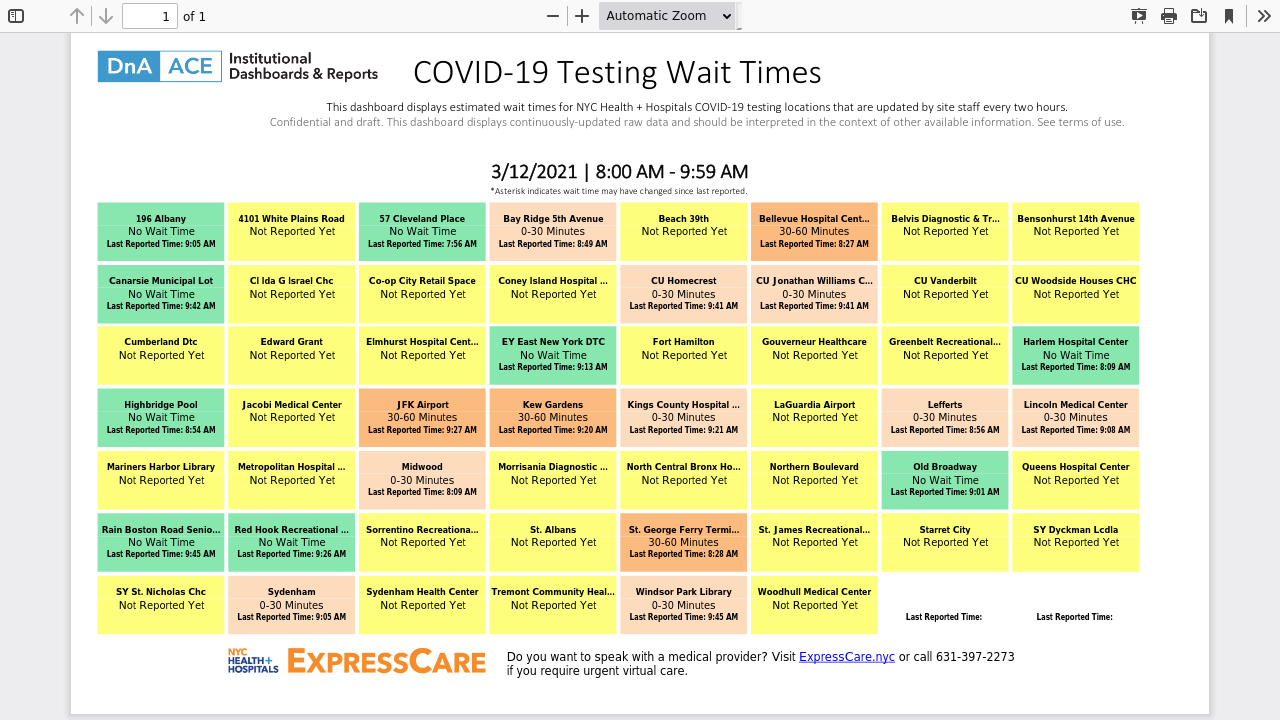 1 of 1
Automatic Zoom
DnA ACE Institutional Dashboards & Reports
COVID-19 Testing Wait Times
This dashboard displays estimated wait times for NYC Health + Hospitals COVID-19 testing locations that are updated by site staff every two hours.
Confidential and draft. This dashboard displays continuously-updated raw data and should be interpreted in the context of other available information. See terms of use.
3/12/2021 | 8:00 AM - 9:59 AM
*Asterisk indicates wait time may have changed since last reported.
196 Albany
No Wait Time
Last Reported Time: 9:05 AM
4101 White Plains Road
Not Reported Yet
57 Cleveland Place
No Wait Time
Last Reported Time: 7:56 AM
Bay Ridge 5th Avenue
0-30 Minutes
Last Reported Time: 8:49 AM
Beach 39th
Not Reported Yet
Bellevue Hospital Cent...
30-60 Minutes
Last Reported Time: 8:27 AM
Belvis Diagnostic & Tr...
Not Reported Yet
Bensonhurst 14th Avenue
Not Reported Yet
Canarsie Municipal Lot
No Wait Time
Last Reported Time: 9:42 AM
CI Ida G Israel Chc
Not Reported Yet
Co-op City Retail Space
Not Reported Yet
Coney Island Hospital ...
Not Reported Yet
CU Homecrest
0-30 Minutes
Last Reported Time: 9:41 AM
CU Jonathan Williams C...
0-30 Minutes
Last Reported Time: 9:41 AM
CU Vanderbilt
Not Reported Yet
CU Woodside Houses CHC
Not Reported Yet
Cumberland Dtc
Not Reported Yet
Edward Grant
Not Reported Yet
Elmhurst Hospital Cent...
Not Reported Yet
EY East New York DTC
No Wait Time
Last Reported Time: 9:13 AM
Fort Hamilton
Not Reported Yet
Gouverneur Healthcare
Not Reported Yet
Greenbelt Recreational...
Not Reported Yet
Harlem Hospital Center
No Wait Time
Last Reported Time: 8:09 AM
Highbridge Pool
No Wait Time
Last Reported Time: 8:54 AM
Jacobi Medical Center
Not Reported Yet
JFK Airport
30-60 Minutes
Last Reported Time: 9:27 AM
Kew Gardens
30-60 Minutes
Last Reported Time: 9:20 AM
Kings County Hospital ...
0-30 Minutes
Last Reported Time: 9:21 AM
LaGuardia Airport
Not Reported Yet
Lefferts
0-30 Minutes
Last Reported Time: 8:56 AM
Lincoln Medical Center
0-30 Minutes
Last Reported Time: 9:08 AM
Mariners Harbor Library
Not Reported Yet
Metropolitan Hospital ...
Not Reported Yet
Midwood
0-30 Minutes
Last Reported Time: 8:09 AM
Morrisania Diagnostic ...
Not Reported Yet
North Central Bronx Ho...
Not Reported Yet
Northern Boulevard
Not Reported Yet
Old Broadway
No Wait Time
Last Reported Time: 9:01 AM
Queens Hospital Center
Not Reported Yet
Rain Boston Road Senio...
No Wait Time
Last Reported Time: 9:45 AM
Red Hook Recreational ...
No Wait Time
Last Reported Time: 9:26 AM
Sorrentino Recreationa...
Not Reported Yet
St. Albans
Not Reported Yet
St. George Ferry Termi...
30-60 Minutes
Last Reported Time: 8:28 AM
St. James Recreational...
Not Reported Yet
Starret City
Not Reported Yet
SY Dyckman Lcdla
Not Reported Yet
SY St. Nicholas Chc
Not Reported Yet
Sydenham
0-30 Minutes
Last Reported Time: 9:05 AM
Sydenham Health Center
Not Reported Yet
Tremont Community Heal...
Not Reported Yet
Windsor Park Library
0-30 Minutes
Last Reported Time: 9:45 AM
Woodhull Medical Center
Not Reported Yet
Last Reported Time:
Last Reported Time:
NYC
HEALTH+
HOSPITALS
EXPRESSCARE
Do you want to speak with a medical provider? Visit ExpressCare.nyc or call 631-397-2273
if you require urgent virtual care.